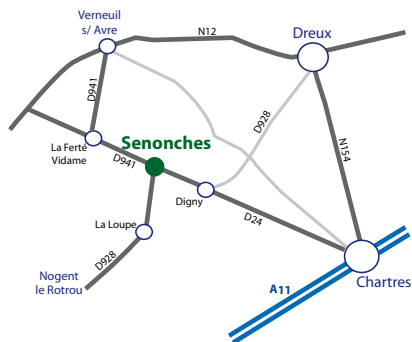 Verneuil
s/ Avre
N12
Dreux
D941
D928
N154
Senonches
La Ferté
Vidame
D941
Digny
D24
La Loupe
D928
Nogent
le Rotrou
A11
Chartres